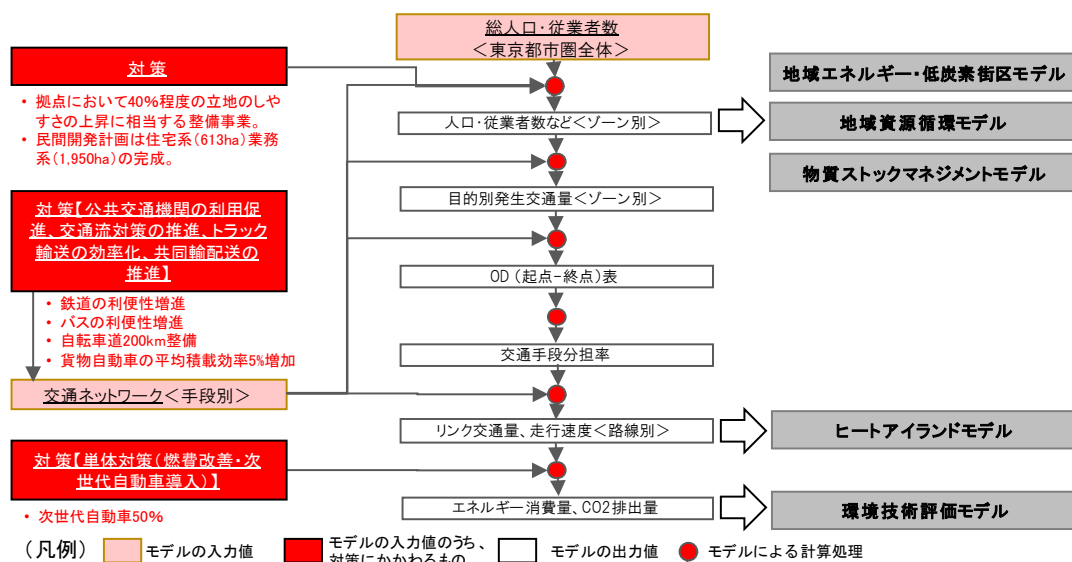 総人口・従業者数
<東京都市圏全体>
対策
• 拠点において40%程度の立地のしや
すさの上昇に相当する整備事業。
• 民間開発計画は住宅系(613ha)業務
系(1,950ha)の完成。
人口・従業者数など<ゾーン別>
地域エネルギー・低炭素街区モデル
地域資源循環モデル
物質ストックマネジメントモデル
目的別発生交通量<ゾーン別>
対策【公共交通機関の利用促
進、交通流対策の推進、トラック
輸送の効率化、共同輸配送の
推進】
• 鉄道の利便性増進
• バスの利便性増進
• 自転車道200km整備
• 貨物自動車の平均積載効率5%増加
OD(起点-終点)表
交通手段分担率
交通ネットワーク<手段別>
リンク交通量、走行速度<路線別>
ヒートアイランドモデル
対策【単体対策(燃費改善・次
世代自動車導入)】
• 次世代自動車50%
エネルギー消費量、CO2排出量
環境技術評価モデル
(凡例)
モデルの入力値
モデルの入力値のうち、
対策にかかわるもの
モデルの出力値
モデルによる計算処理